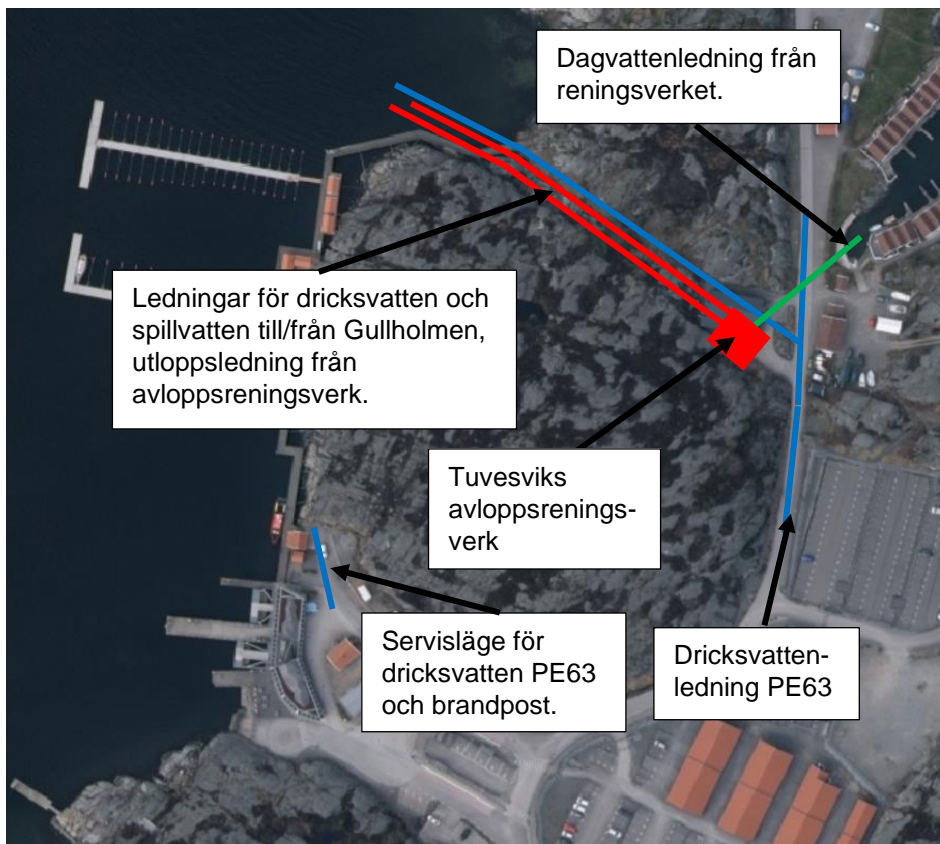 Dagvattenledning från
reningsverket.
Ledningar för dricksvatten och
spillvatten till/från Gullholmen,
utloppsledning från
avloppsreningsverk.
Tuvesviks
avloppsrenings-
verk
Servisläge för
dricksvatten PE63
och brandpost.
Dricksvatten-
ledning PE63